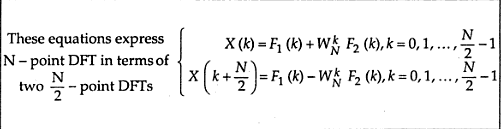 These equations express
N – point DFT in terms of
two N/2 – point DFTs
X (k) = F₁ (k) + W_N^k F₂ (k), k = 0, 1, ..., N/2 – 1
X (k + N/2) = F₁ (k) – W_N^k F₂ (k), k = 0, 1, ..., N/2 – 1